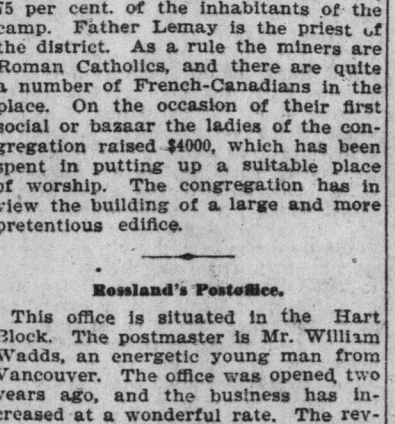 75 per cent. of the inhabitants of the
camp. Father Lemay is the priest of
the district. As a rule the miners are
Roman Catholics, and there are quite
a number of French-Canadians in the
place. On the occasion of their first
social or bazaar the ladies of the con-
gregation raised $4000, which has been
spent in putting up a suitable place
of worship. The congregation has in
view the building of a large and more
pretentious edifice.
Rossland's Postoffice.
This office is situated in the Hart
Block. The postmaster is Mr. William
Wadds, an energetic young man from
Vancouver. The office was opened two
years ago, and the business has in-
creased at a wonderful rate. The rev-